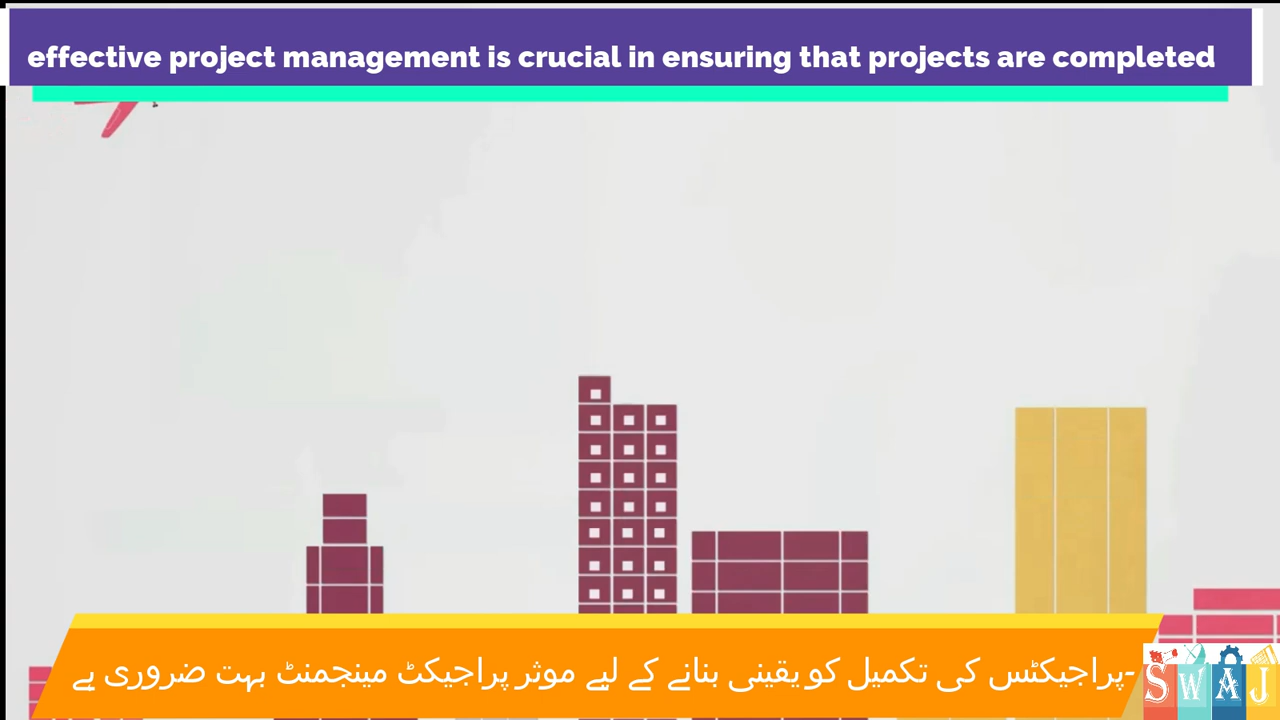 effective project management is crucial in ensuring that projects are completed
پراجیکٹس کی تکمیل کو یقینی بنانے کے لیے موثر پراجیکٹ مینجمنٹ بہت ضروری ہے-
SWAJ